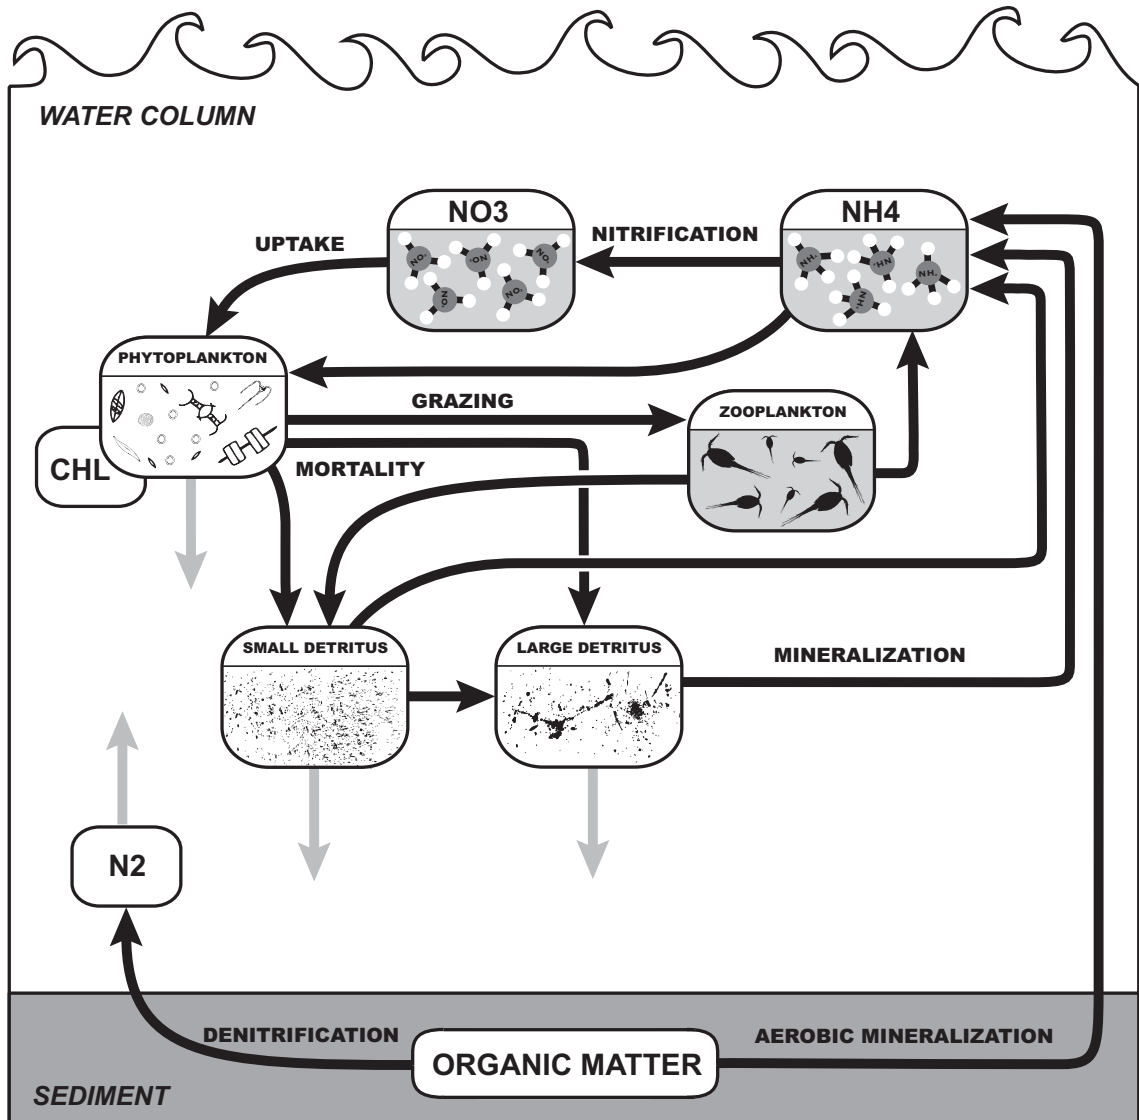 WATER COLUMN
NO3
NH4
UPTAKE
NITRIFICATION
PHYTOPLANKTON
GRAZING
ZOOPLANKTON
CHL
MORTALITY
SMALL DETRITUS
LARGE DETRITUS
MINERALIZATION
N2
DENITRIFICATION
AEROBIC MINERALIZATION
ORGANIC MATTER
SEDIMENT